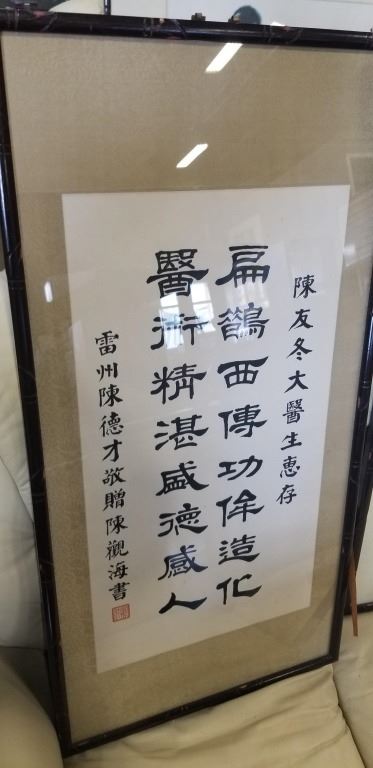 陳友冬大醫生惠存
扁鵲西傳功侔造化
醫術精湛盛德感人
雷州陳德才敬贈陳觀海書